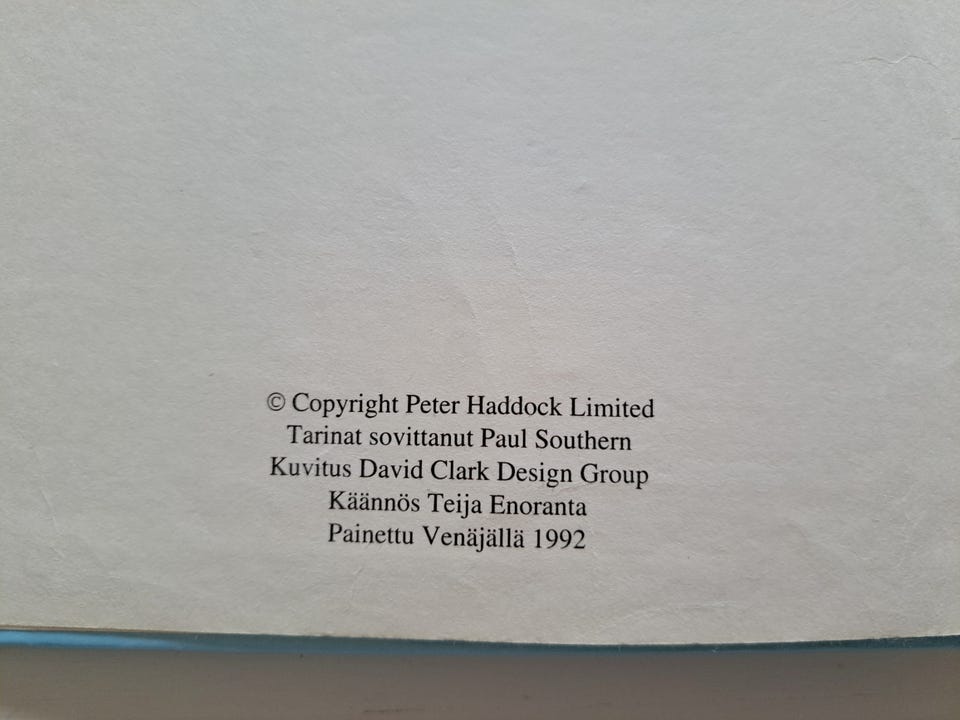 © Copyright Peter Haddock Limited
Tarinat sovittanut Paul Southern
Kuvitus David Clark Design Group
Käännös Teija Enoranta
Painettu Venäjällä 1992